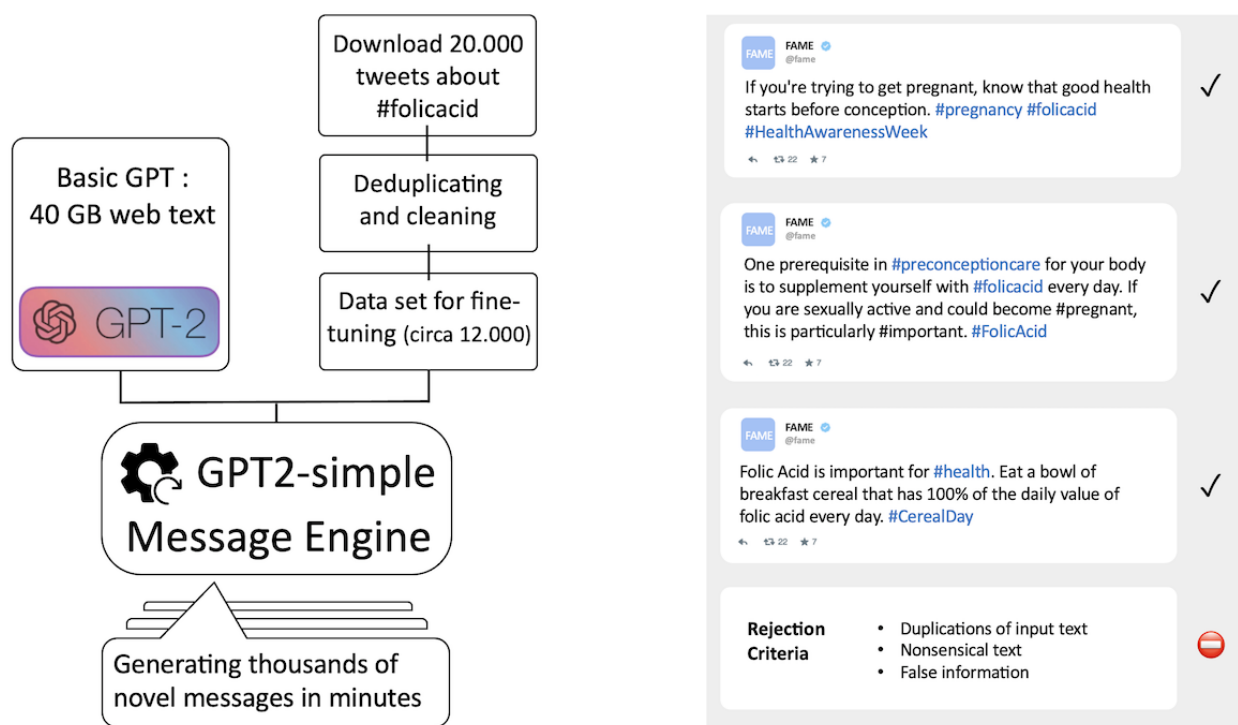 Download 20.000
tweets about
#folicacid
Basic GPT :
40 GB web text
GPT-2
Deduplicating
and cleaning
Data set for fine-
tuning (circa 12.000)
GPT2-simple
Message Engine
Generating thousands of
novel messages in minutes
FAME
FAME
@fame
If you're trying to get pregnant, know that good health
starts before conception. #pregnancy #folicacid
#HealthAwarenessWeek
22 7
FAME
FAME
@fame
One prerequisite in #preconceptioncare for your body
is to supplement yourself with #folicacid every day. If
you are sexually active and could become #pregnant,
this is particularly #important. #FolicAcid
22 7
FAME
FAME
@fame
Folic Acid is important for #health. Eat a bowl of
breakfast cereal that has 100% of the daily value of
folic acid every day. #CerealDay
22 7
Rejection
Criteria
• Duplications of input text
• Nonsensical text
• False information